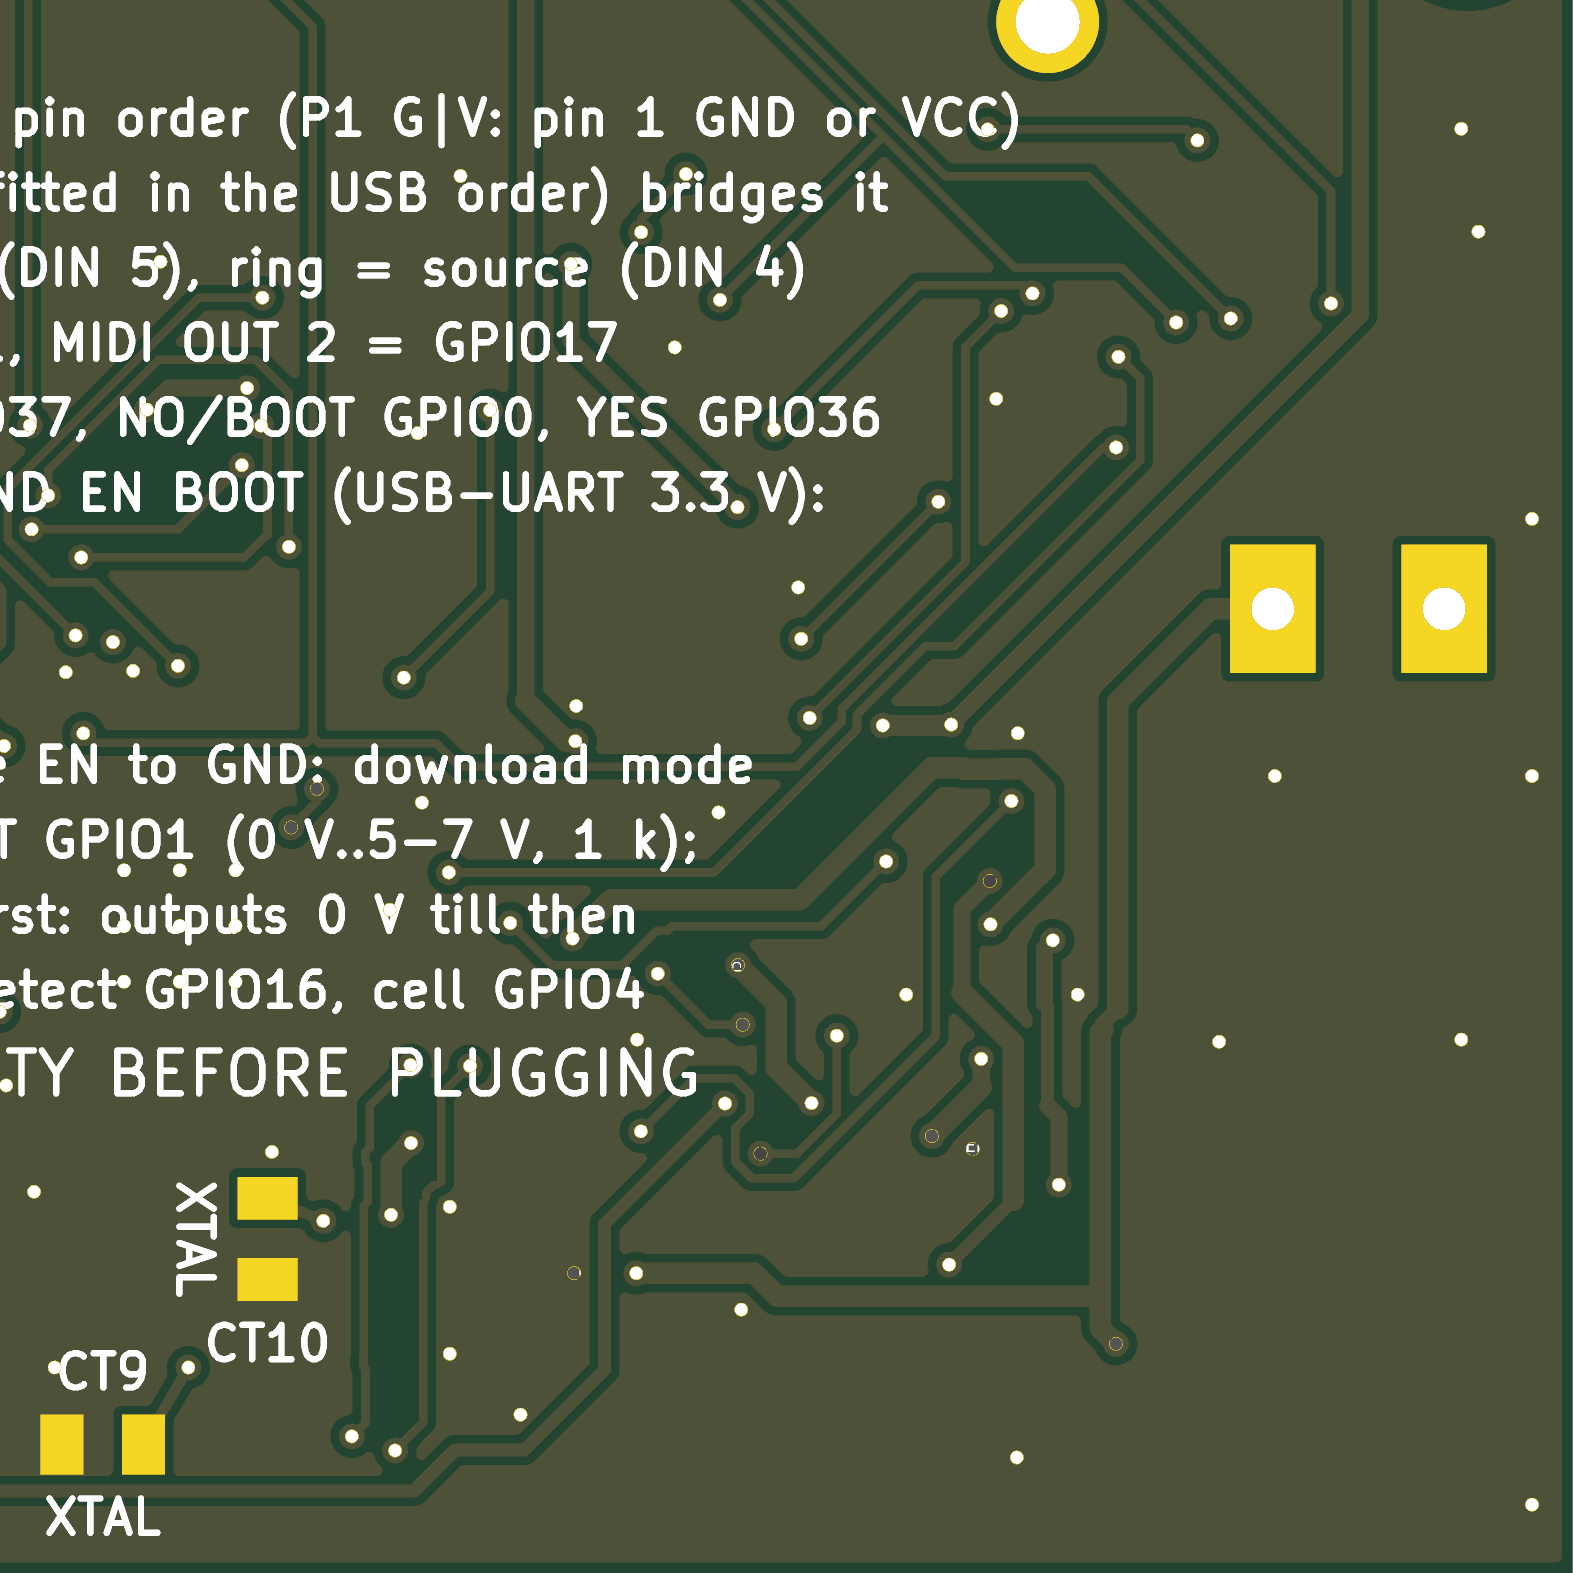 pin order (P1 G|V: pin 1 GND or VCC)
fitted in the USB order) bridges it
(DIN 5), ring = source (DIN 4)
, MIDI OUT 2 = GPIO17
037, NO/BOOT GPIO0, YES GPIO36
ND EN BOOT (USB-UART 3.3 V):
e EN to GND: download mode
T GPIO1 (0 V..5-7 V, 1 k);
rst: outputs 0 V till then
etect GPIO16, cell GPIO4
TY BEFORE PLUGGING
XTAL
CT10
CT9
XTAL